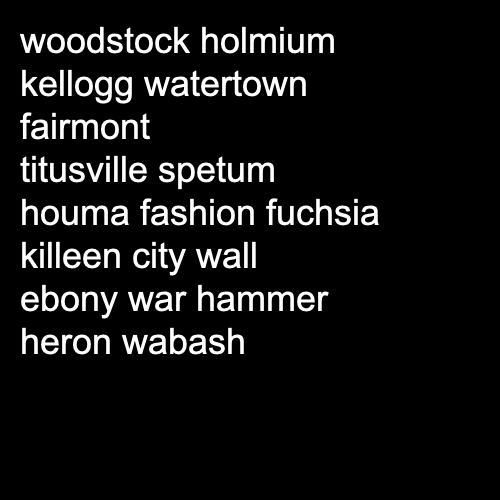 woodstock holmium
kellogg watertown
fairmont
titusville spetum
houma fashion fuchsia
killeen city wall
ebony war hammer
heron wabash